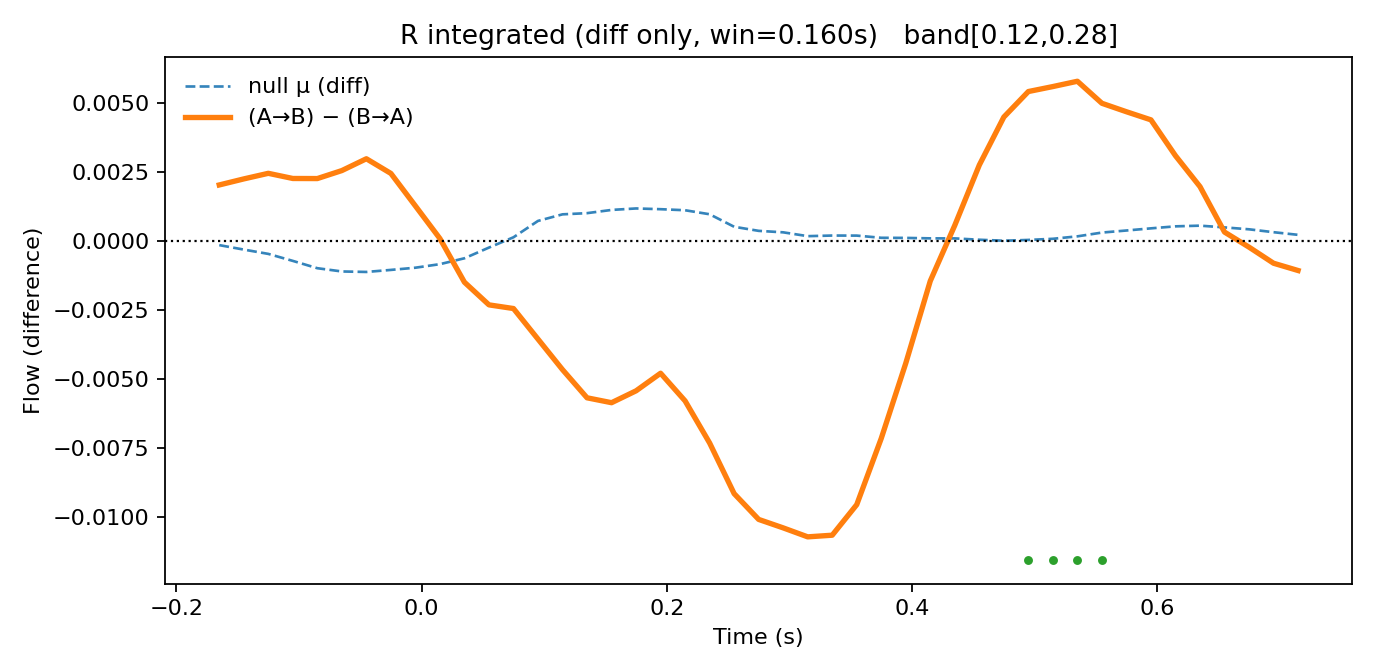 R integrated (diff only, win=0.160s)   band[0.12,0.28]
null μ (diff)
(A→B) − (B→A)
0.0050
0.0025
0.0000
−0.0025
−0.0050
−0.0075
−0.0100
Flow (difference)
−0.2
0.0
0.2
0.4
0.6
Time (s)